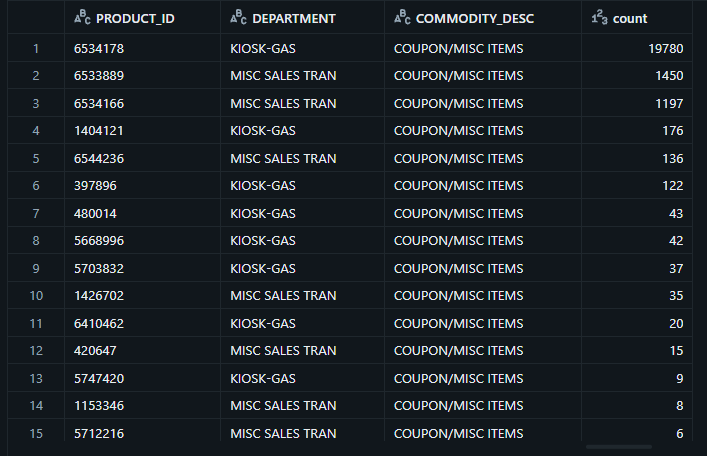 PRODUCT_ID DEPARTMENT COMMODITY_DESC 123 count
1 6534178 KIOSK-GAS COUPON/MISC ITEMS 19780
2 6533889 MISC SALES TRAN COUPON/MISC ITEMS 1450
3 6534166 MISC SALES TRAN COUPON/MISC ITEMS 1197
4 1404121 KIOSK-GAS COUPON/MISC ITEMS 176
5 6544236 MISC SALES TRAN COUPON/MISC ITEMS 136
6 397896 KIOSK-GAS COUPON/MISC ITEMS 122
7 480014 KIOSK-GAS COUPON/MISC ITEMS 43
8 5668996 KIOSK-GAS COUPON/MISC ITEMS 42
9 5703832 KIOSK-GAS COUPON/MISC ITEMS 37
10 1426702 MISC SALES TRAN COUPON/MISC ITEMS 35
11 6410462 KIOSK-GAS COUPON/MISC ITEMS 20
12 420647 MISC SALES TRAN COUPON/MISC ITEMS 15
13 5747420 KIOSK-GAS COUPON/MISC ITEMS 9
14 1153346 MISC SALES TRAN COUPON/MISC ITEMS 8
15 5712216 MISC SALES TRAN COUPON/MISC ITEMS 6